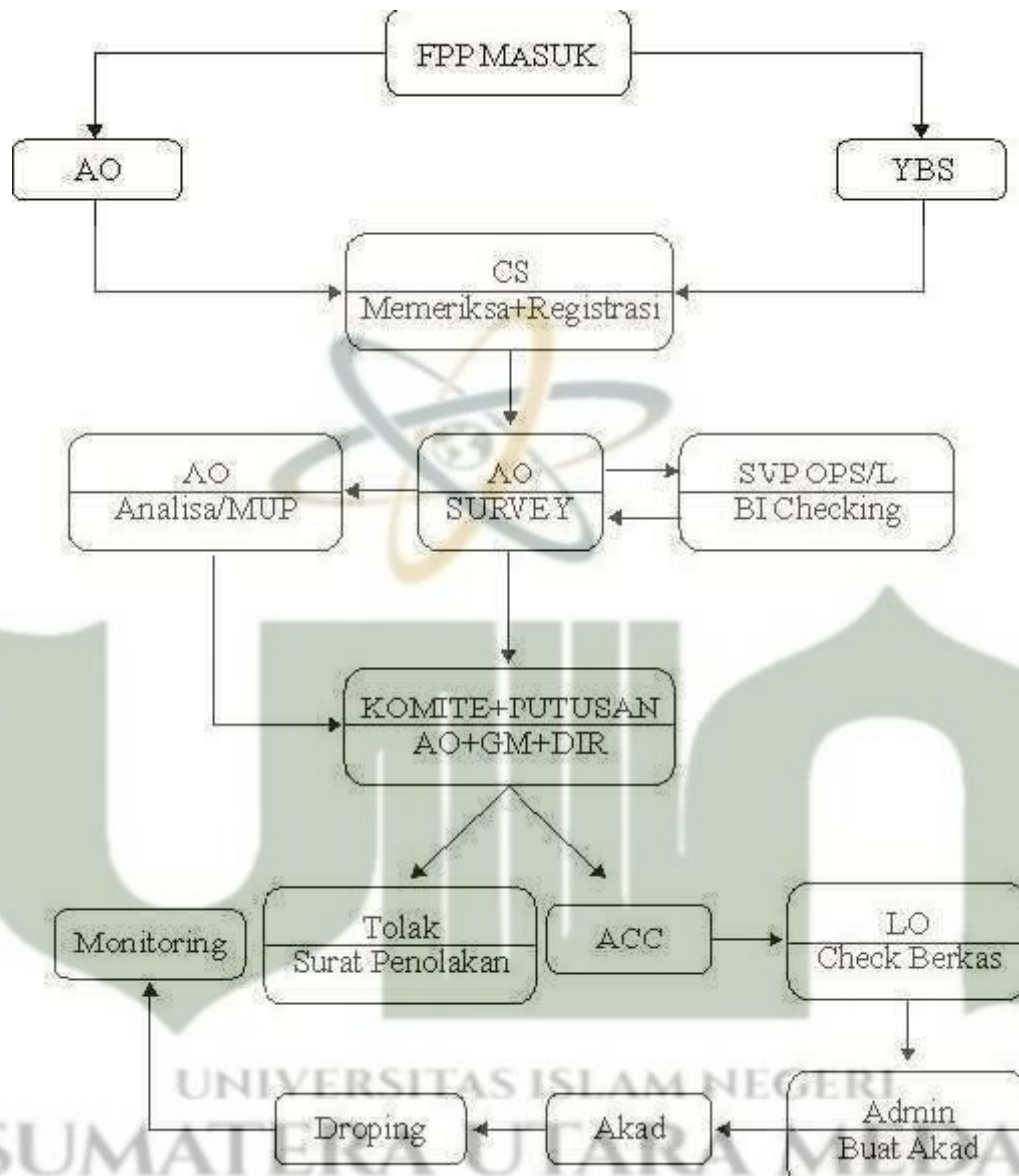 FPP MASUK
AO
YBS
CS
Memeriksa+Registrasi
AO
Analisa/MUP
AO
SURVEY
SVP OPS/L
BI Checking
KOMITE+PUTUSAN
AO+GM+DIR
Monitoring
Tolak
Surat Penolakan
ACC
LO
Check Berkas
UNIVERSITAS ISLAM NEGERI
Droping
Akad
Admin
Buat Akad
SUMATERA UTARA